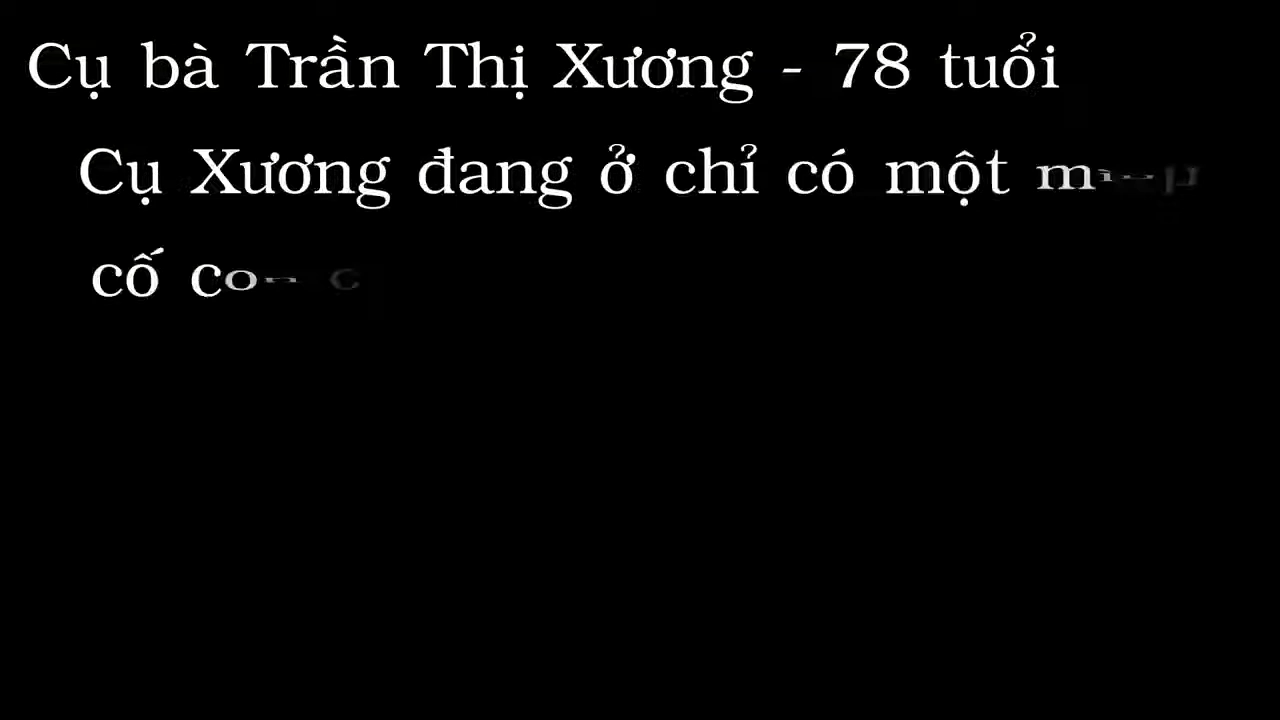 Cụ bà Trần Thị Xương - 78 tuổi
Cụ Xương đang ở chỉ có một
cố